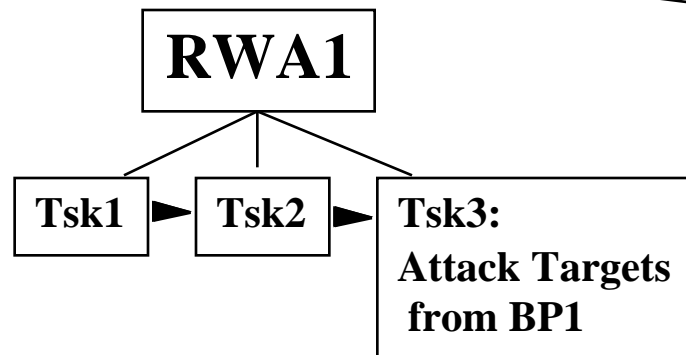 RWA1
Tsk1
Tsk2
Tsk3:
Attack Targets
from BP1